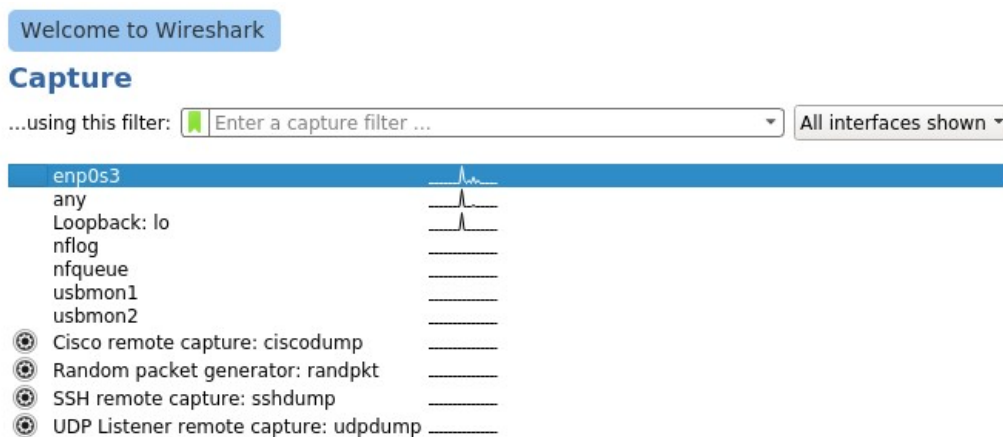 Welcome to Wireshark
Capture
...using this filter: Enter a capture filter ... All interfaces shown
enp0s3
any
Loopback: lo
nflog
nfqueue
usbmon1
usbmon2
Cisco remote capture: ciscodump
Random packet generator: randpkt
SSH remote capture: sshdump
UDP Listener remote capture: udpdump